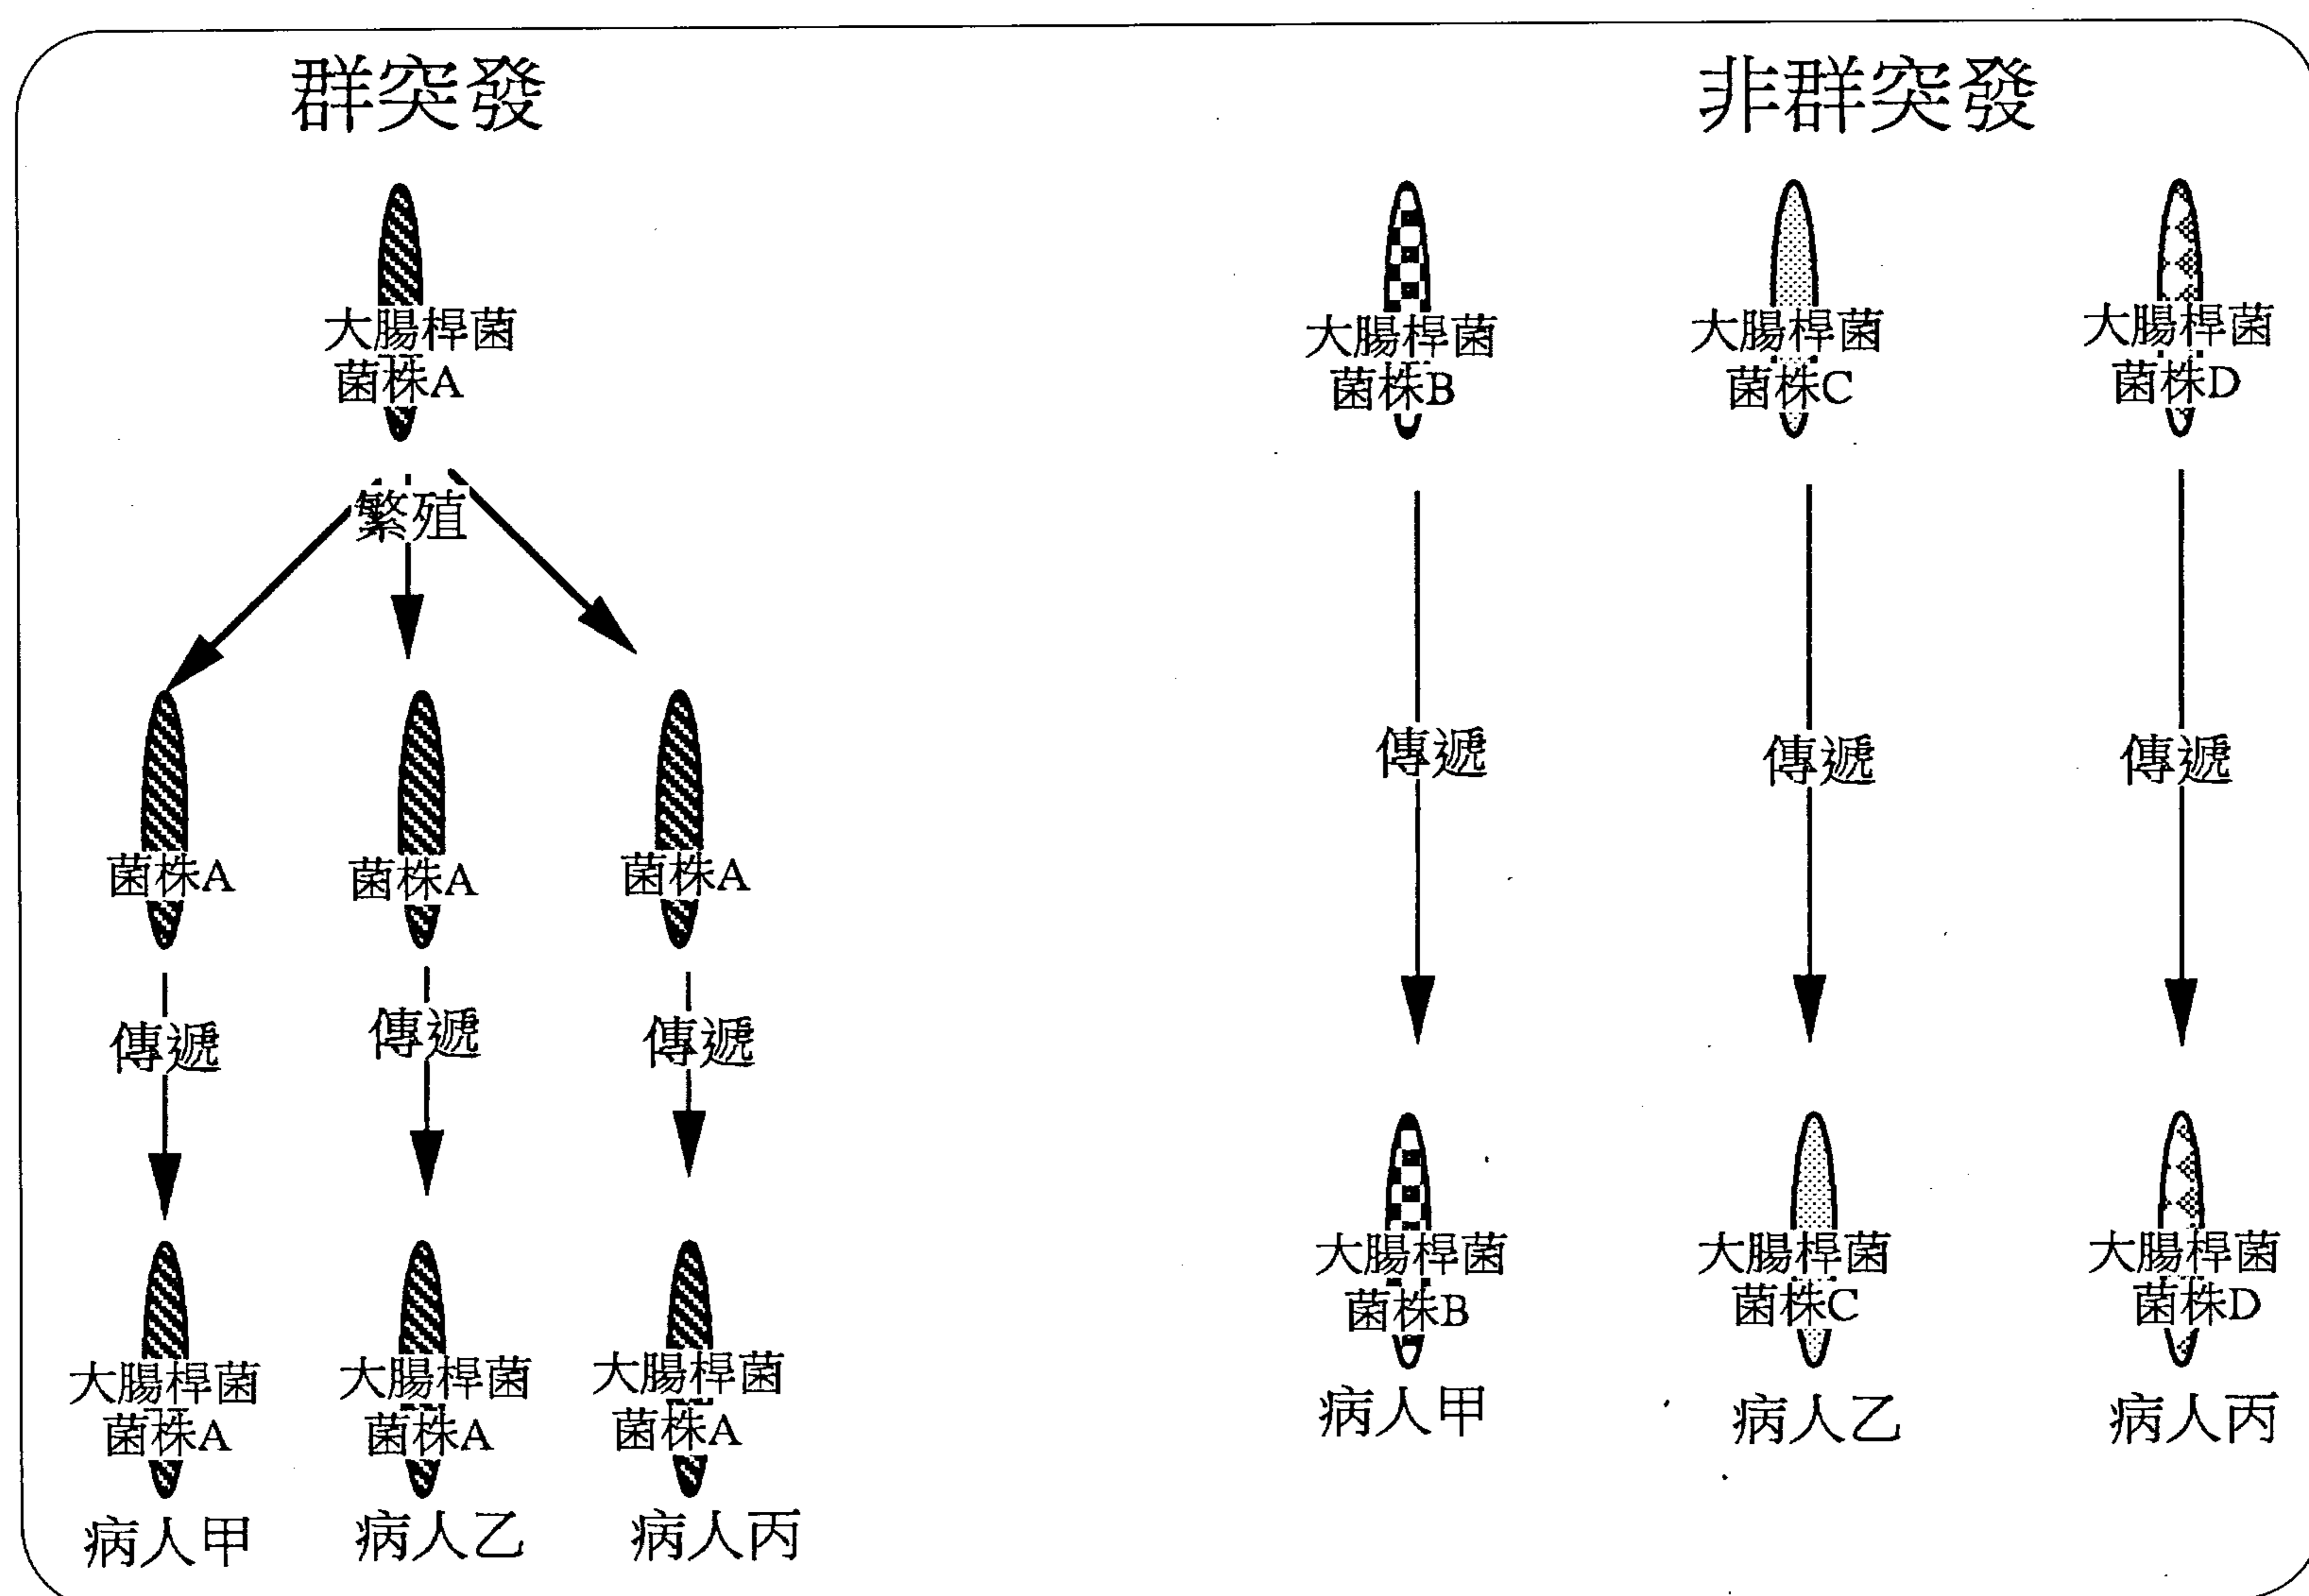 群突發
大腸桿菌
菌株A
繁殖
菌株A
菌株A
菌株A
傳遞
傳遞
傳遞
大腸桿菌
菌株A
病人甲
大腸桿菌
菌株A
病人乙
大腸桿菌
菌株A
病人丙
非群突發
大腸桿菌
菌株B
大腸桿菌
菌株C
大腸桿菌
菌株D
傳遞
傳遞
傳遞
大腸桿菌
菌株B
病人甲
大腸桿菌
菌株C
病人乙
大腸桿菌
菌株D
病人丙